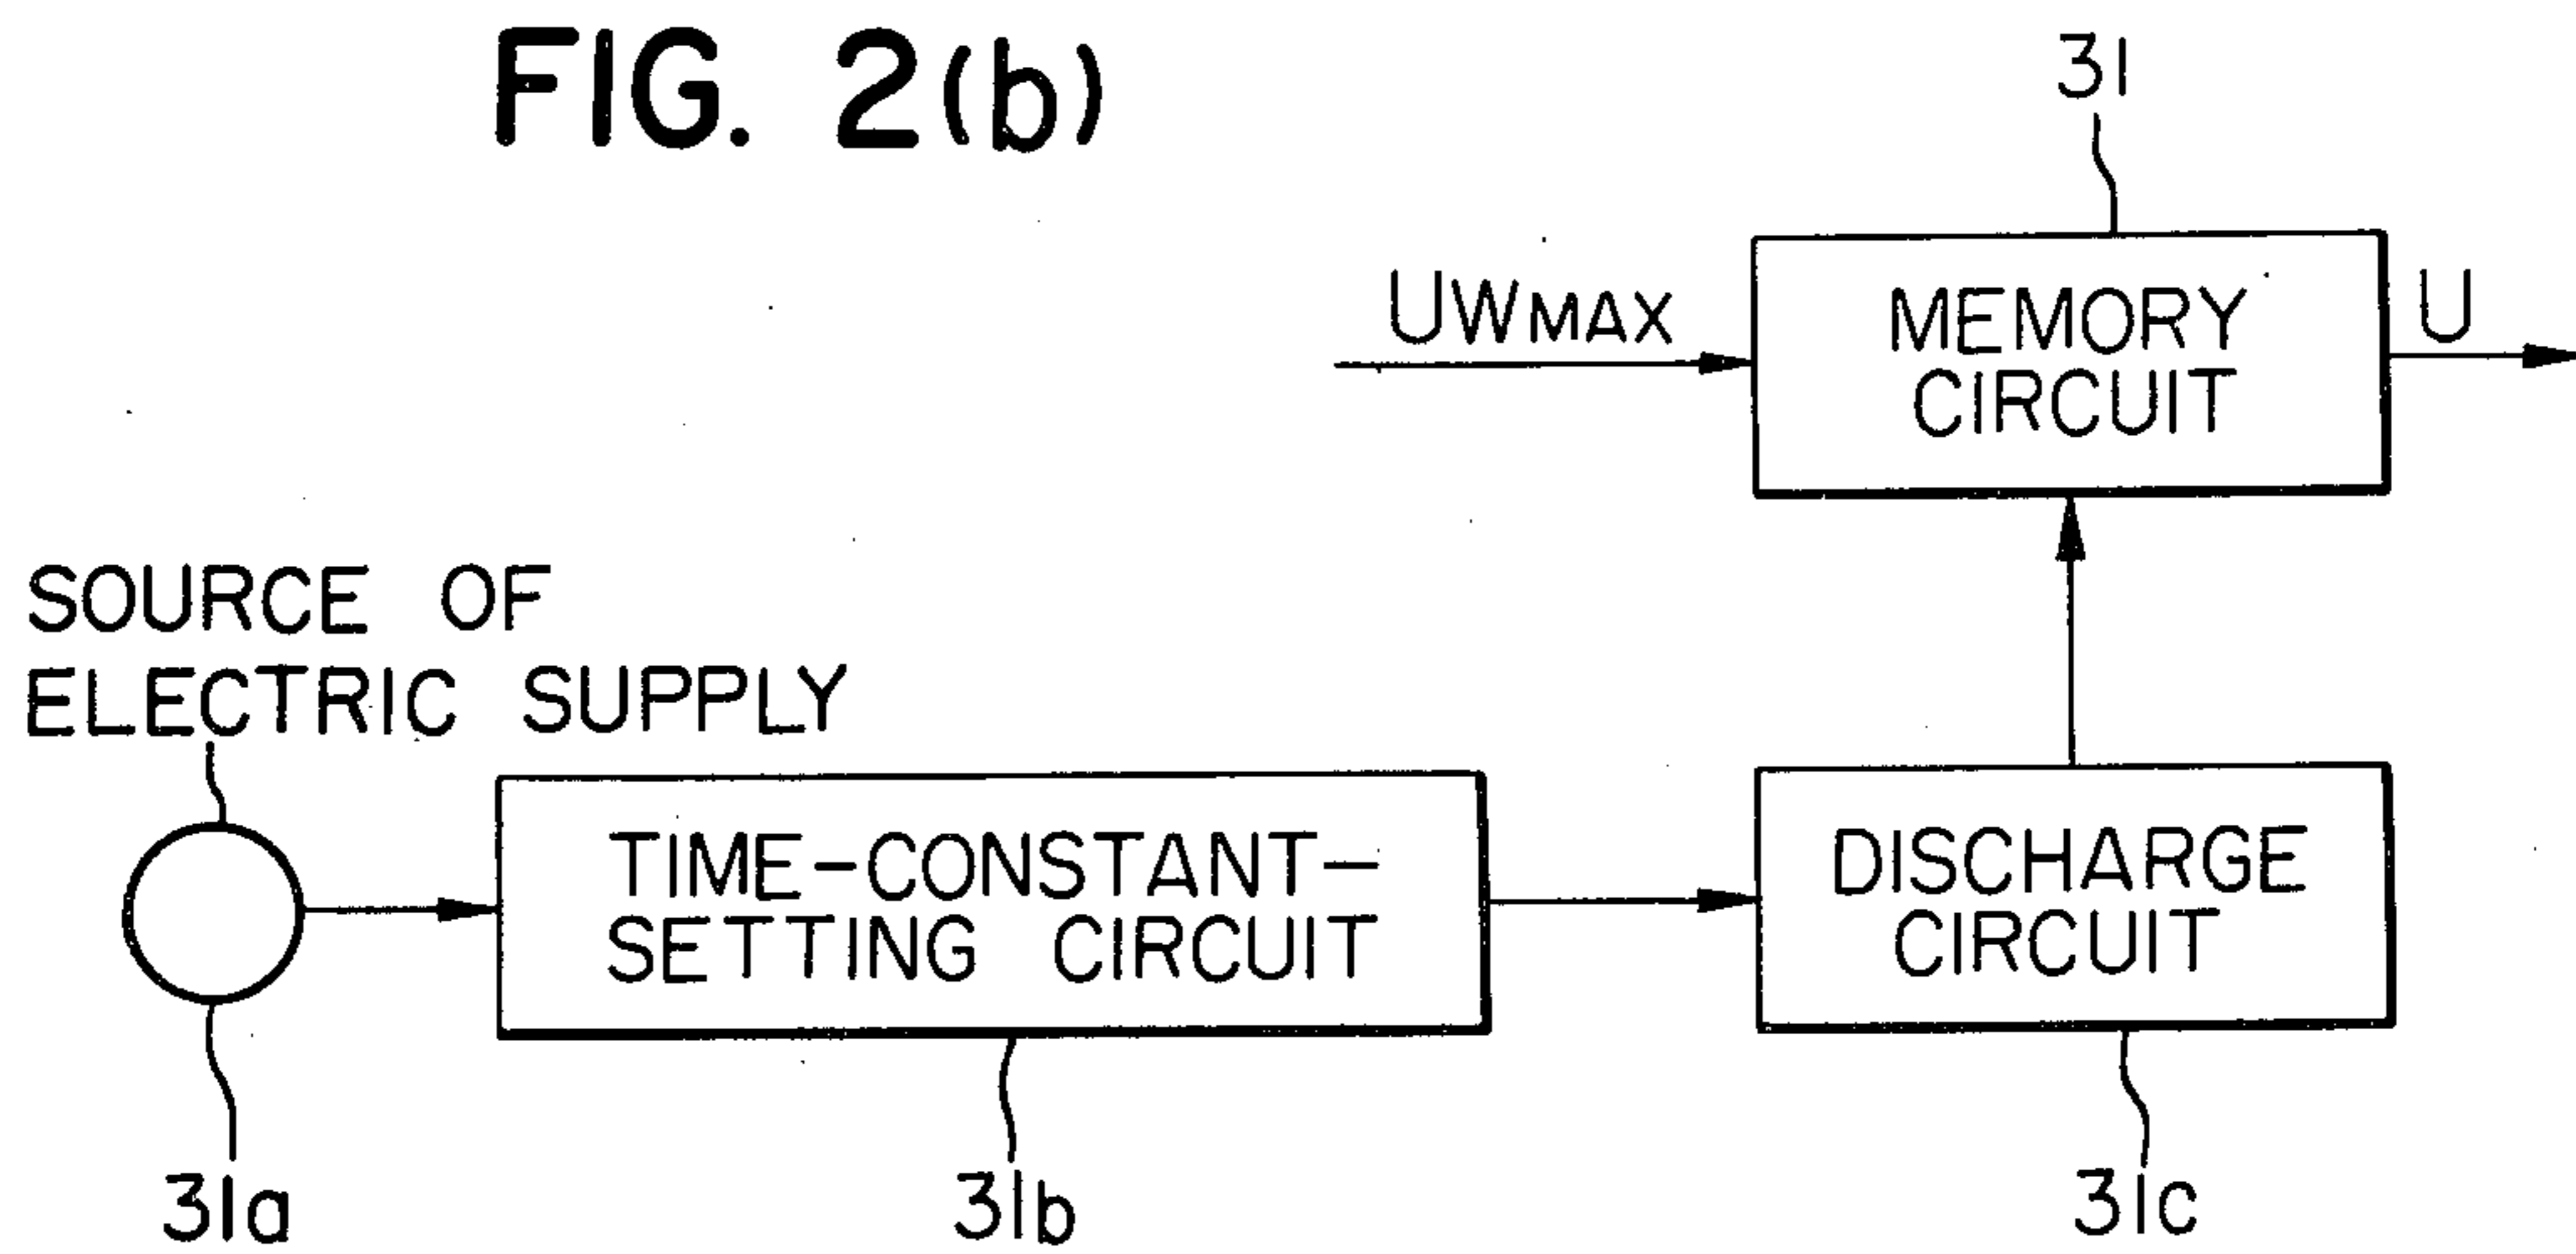 FIG. 2(b)
31
UWMAX
MEMORY
CIRCUIT
U
SOURCE OF
ELECTRIC SUPPLY
TIME-CONSTANT-
SETTING CIRCUIT
DISCHARGE
CIRCUIT
31a
31b
31c